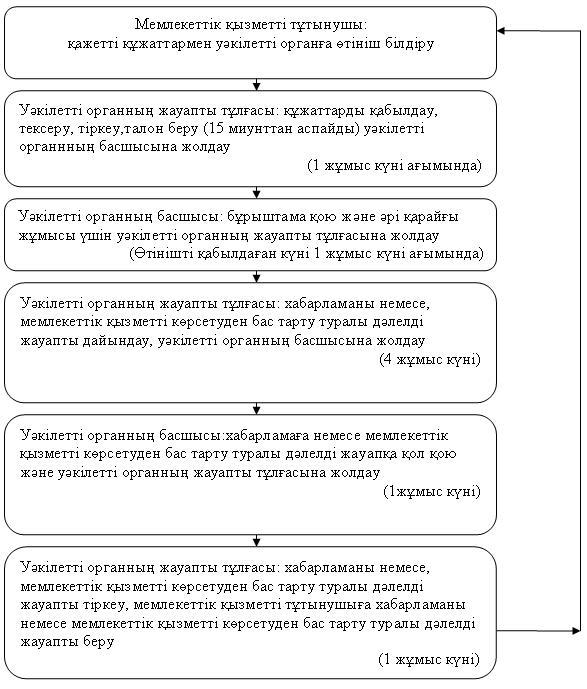 Мемлекеттік қызметті тұтынушы:
қажетті құжаттармен уәкілетті органға өтініш білдіру
Уәкілетті органның жауапты тұлғасы: құжаттарды қабылдау,
тексеру, тіркеу,талон беру (15 миунттан аспайды) уәкілетті
органнның басшысына жолдау
(1 жұмыс күні ағымында)
Уәкілетті органның басшысы: бұрыштама қою және әрі қарайғы
жұмысы үшін уәкілетті органның жауапты тұлғасына жолдау
(Өтінішті қабылдаған күні 1 жұмыс күні ағымында)
Уәкілетті органның жауапты тұлғасы: хабарламаны немесе,
мемлекеттік қызметті көрсетуден бас тарту туралы дәлелді
жауапты дайындау, уәкілетті органның басшысына жолдау
(4 жұмыс күні)
Уәкілетті органның басшысы:хабарламаға немесе мемлекеттік
қызметті көрсетуден бас тарту туралы дәлелді жауапқа қол қою
және уәкілетті органның жауапты тұлғасына жолдау
(1жұмыс күні)
Уәкілетті органның жауапты тұлғасы: хабарламаны немесе,
мемлекеттік қызметті көрсетуден бас тарту туралы дәлелді
жауапты тіркеу, мемлекеттік қызметті тұтынушыға хабарламаны
немесе мемлекеттік қызметті көрсетуден бас тарту туралы дәлелді
жауапты беру
(1 жұмыс күні)